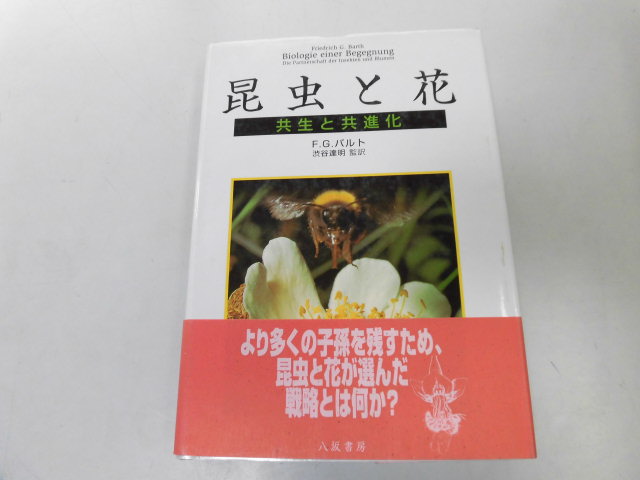 Friedrich G. Barth
Biologie einer Begegnung
Die Partnerschaft der Insekten und Blumen
昆虫と花
共生と共進化
F.G.バルト
渋谷達明 監訳
より多くの子孫を残すため、
昆虫と花が選んだ
戦略とは何か?
八坂書房